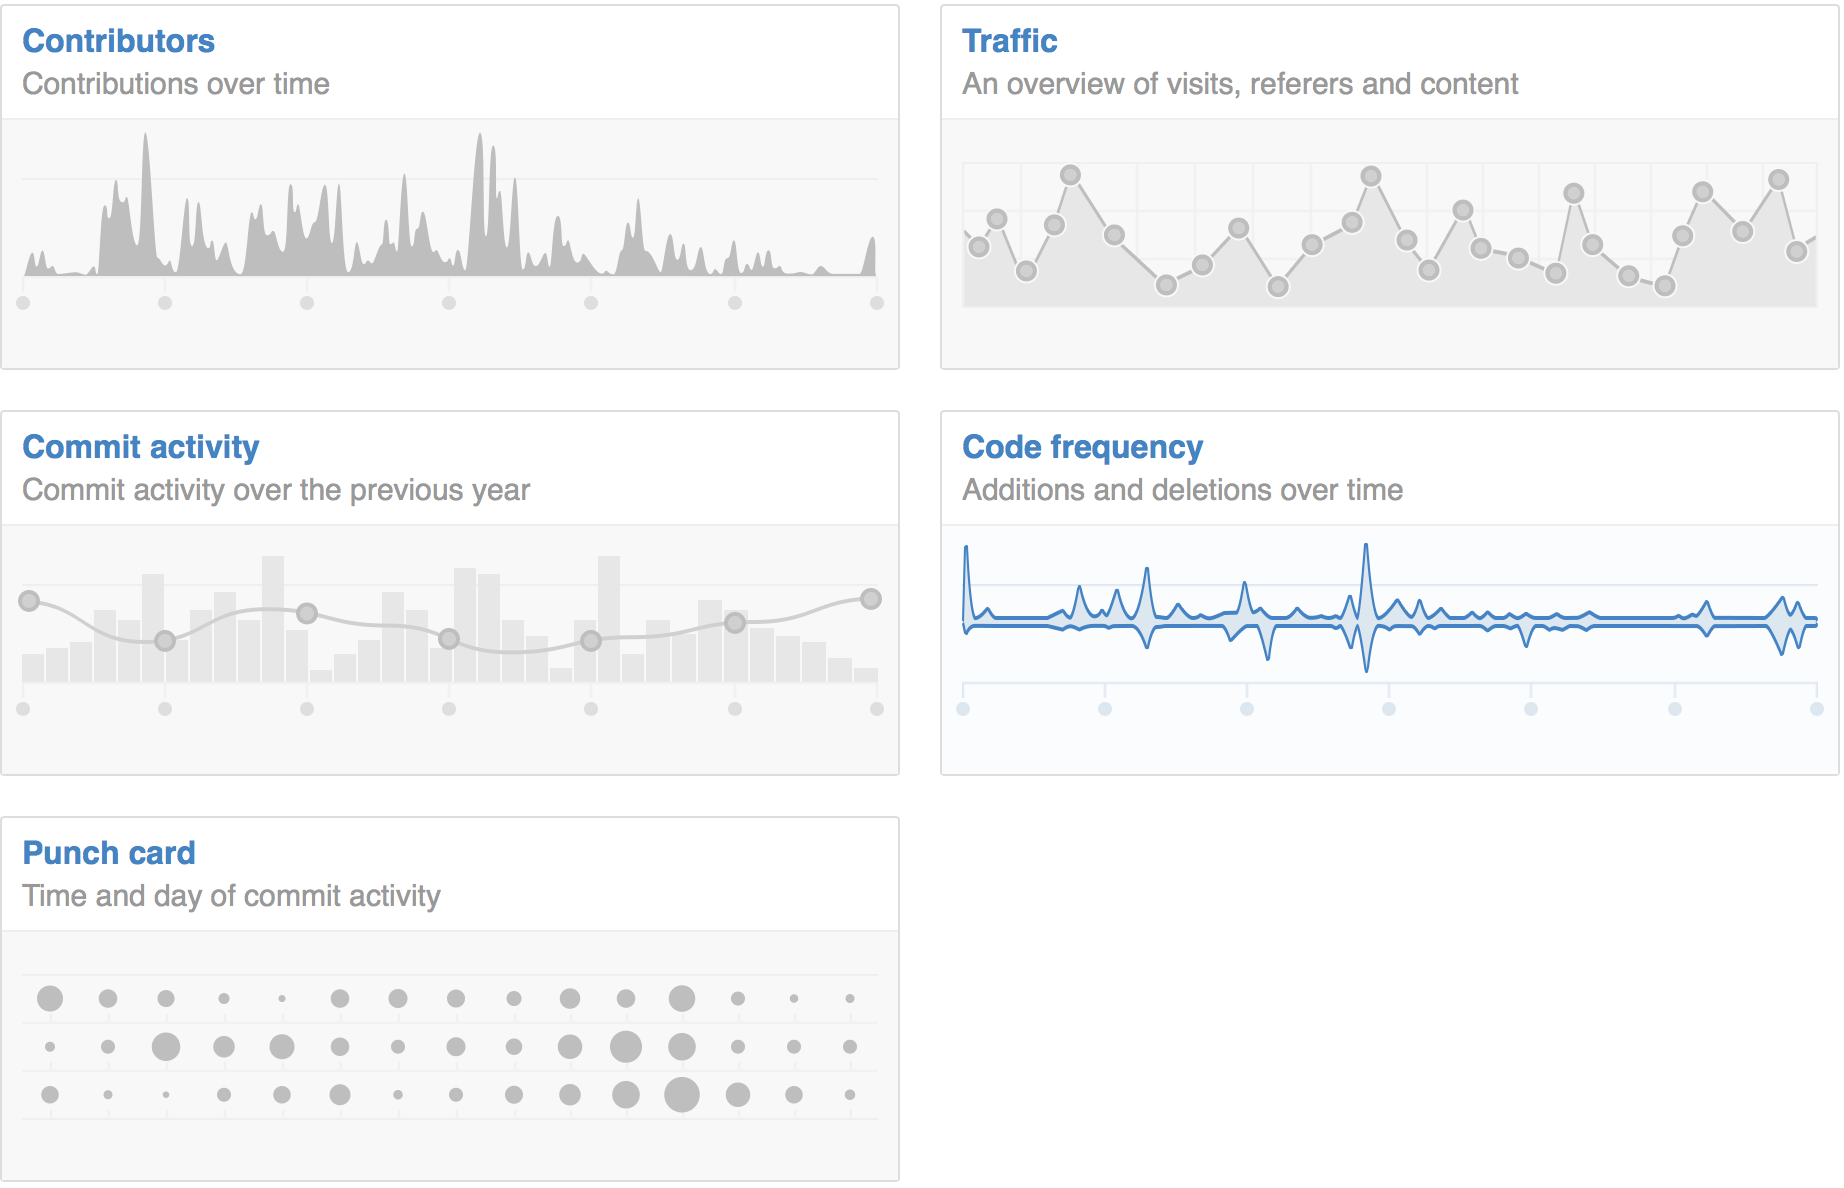 Contributors
Contributions over time
Traffic
An overview of visits, referers and content
Commit activity
Commit activity over the previous year
Code frequency
Additions and deletions over time
Punch card
Time and day of commit activity